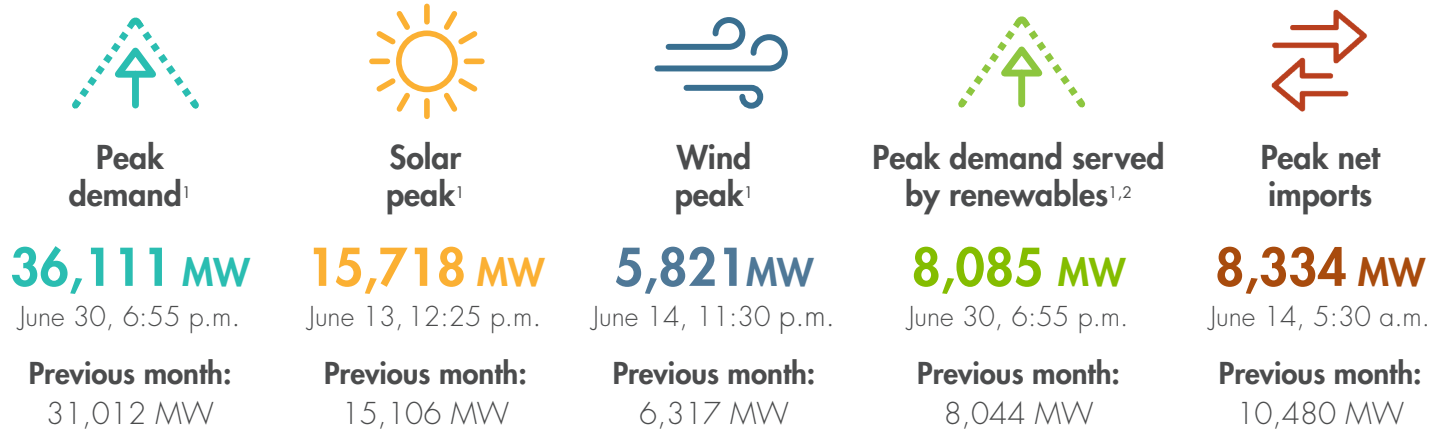 Peak
demand¹
36,111 MW
June 30, 6:55 p.m.
Previous month:
31,012 MW
Solar
peak¹
15,718 MW
June 13, 12:25 p.m.
Previous month:
15,106 MW
Wind
peak¹
5,821MW
June 14, 11:30 p.m.
Previous month:
6,317 MW
Peak demand served
by renewables¹,²
8,085 MW
June 30, 6:55 p.m.
Previous month:
8,044 MW
Peak net
imports
8,334 MW
June 14, 5:30 a.m.
Previous month:
10,480 MW